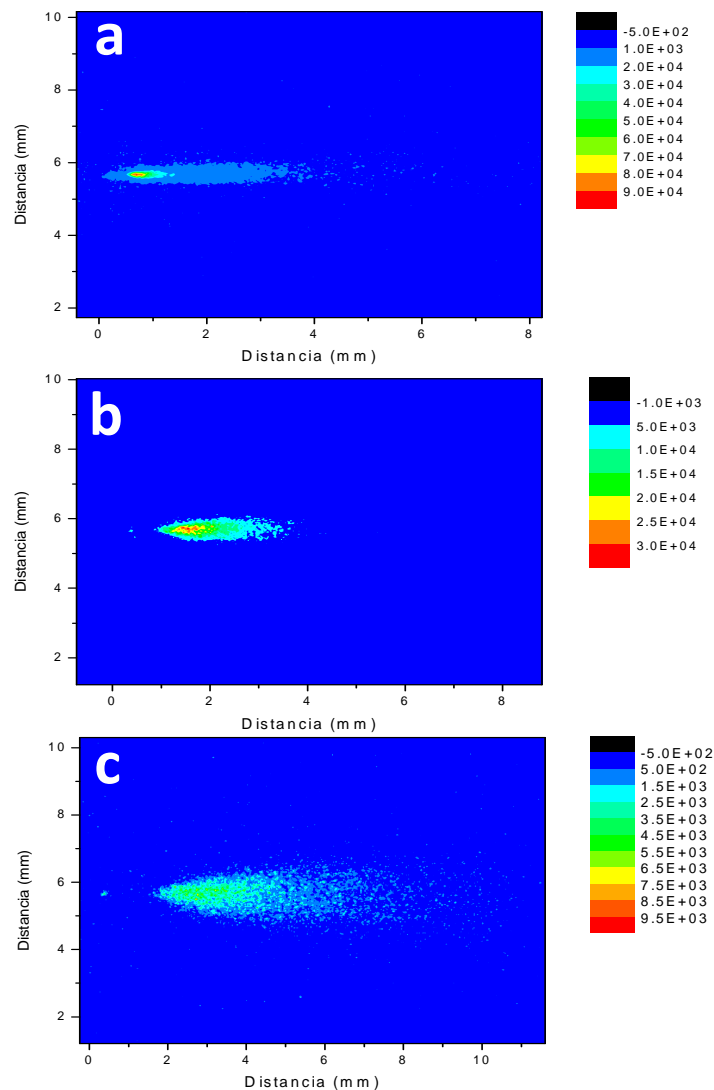 a
10
8
6
4
2
Distancia (mm)
0 2 4 6 8
Distancia (mm)
-5.0E+02
1.0E+03
2.0E+04
3.0E+04
4.0E+04
5.0E+04
6.0E+04
7.0E+04
8.0E+04
9.0E+04
b
10
8
6
4
2
Distancia (mm)
0 2 4 6 8
Distancia (mm)
-1.0E+03
5.0E+03
1.0E+04
1.5E+04
2.0E+04
2.5E+04
3.0E+04
c
10
8
6
4
2
Distancia (mm)
0 2 4 6 8 10
Distancia (mm)
-5.0E+02
5.0E+02
1.5E+03
2.5E+03
3.5E+03
4.5E+03
5.5E+03
6.5E+03
7.5E+03
8.5E+03
9.5E+03